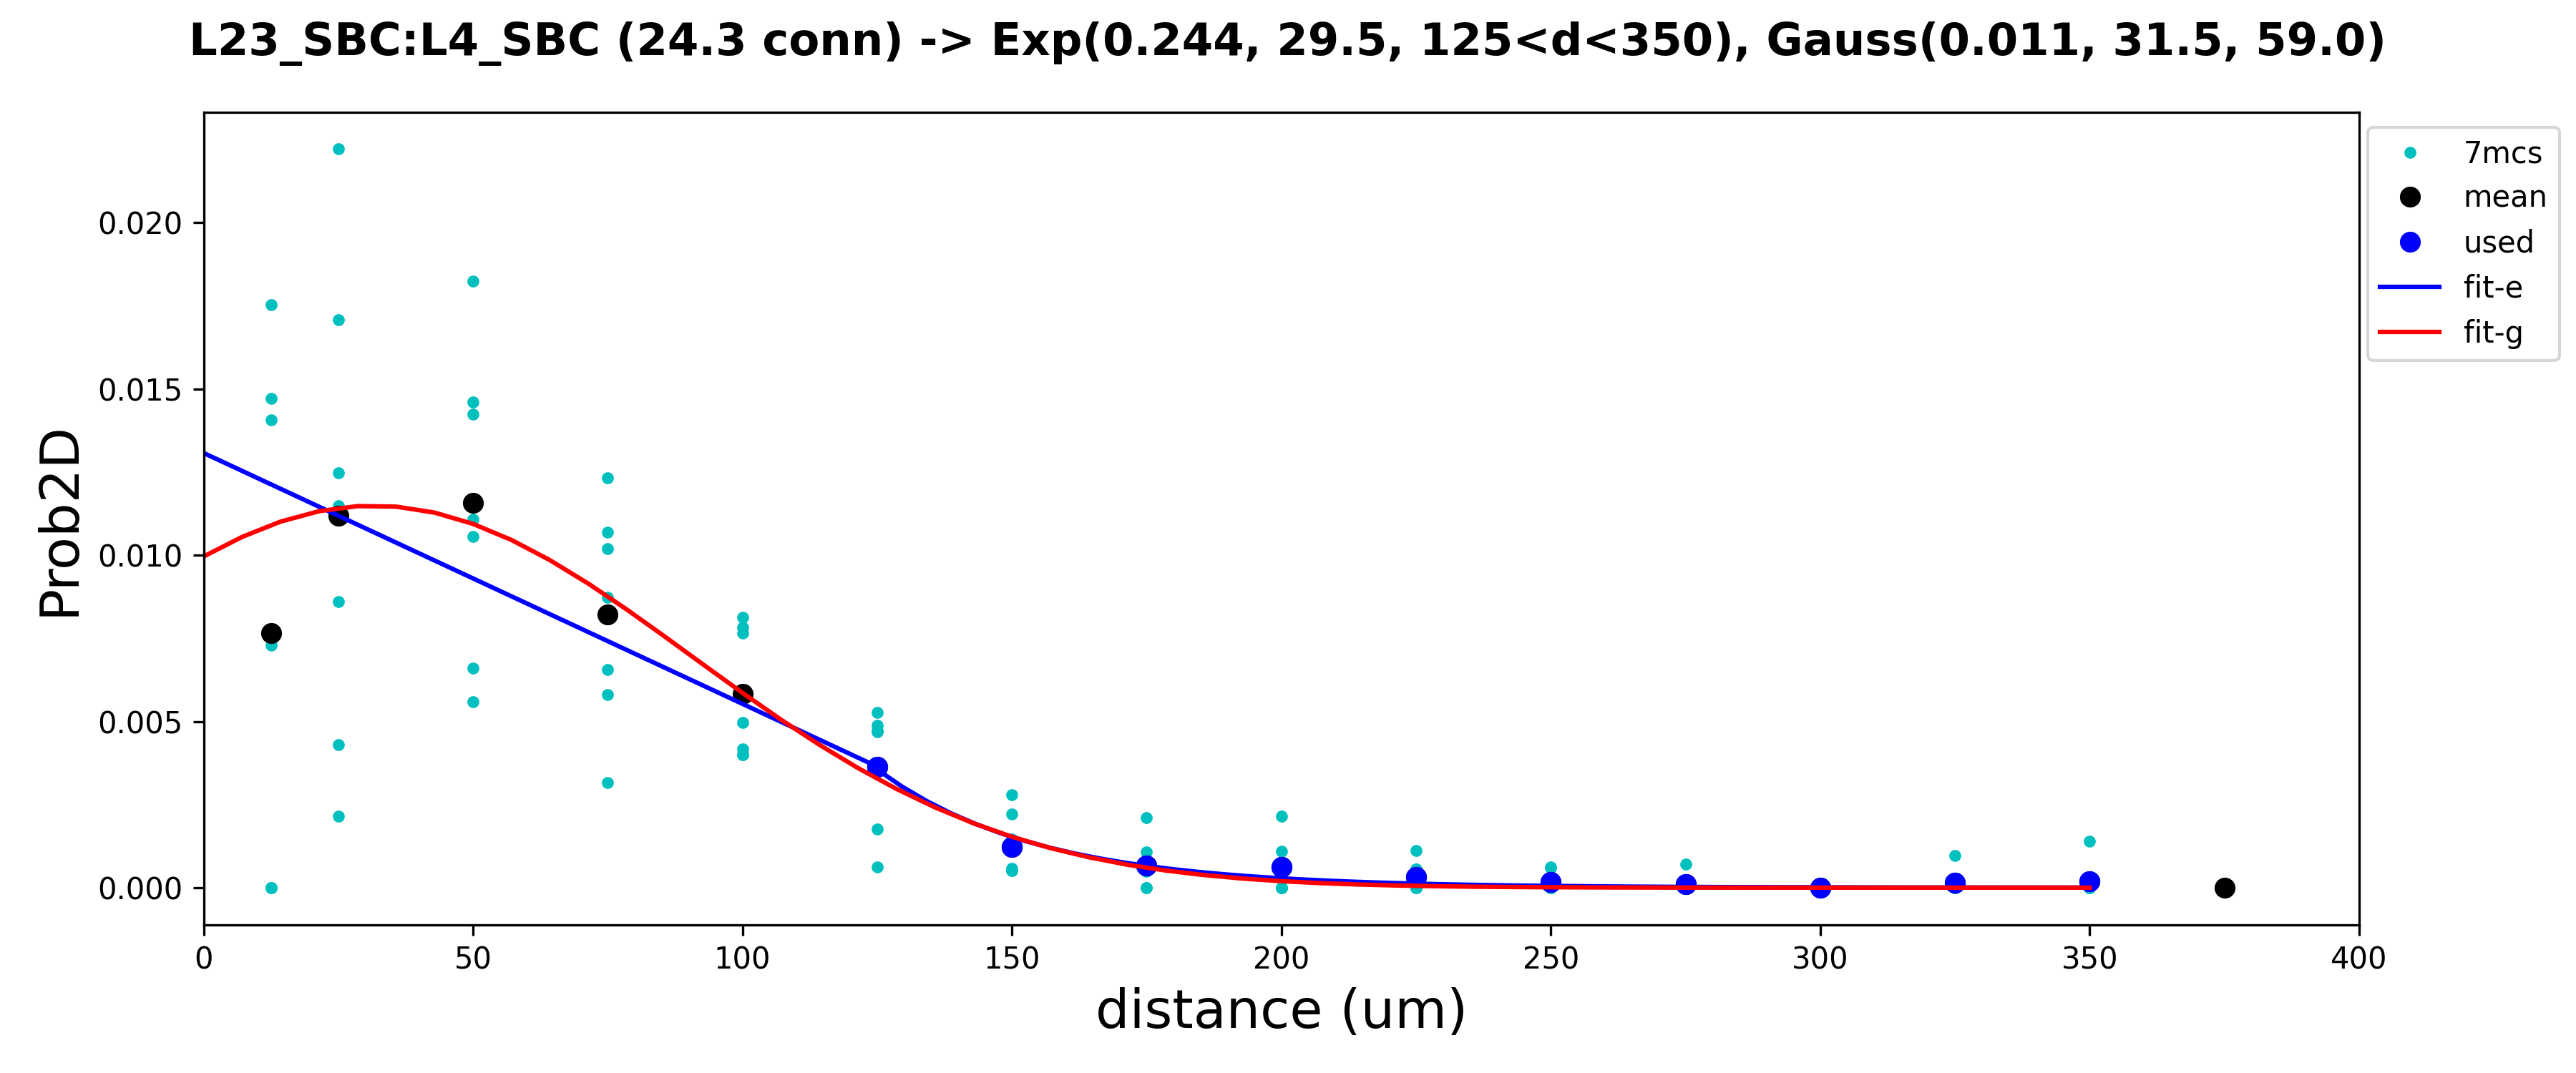 L23_SBC:L4_SBC (24.3 conn) -> Exp(0.244, 29.5, 125<d<350), Gauss(0.011, 31.5, 59.0)
7mcs
mean
used
fit-e
fit-g
0.020
0.015
0.010
0.005
0.000
Prob2D
0 50 100 150 200 250 300 350 400
distance (um)